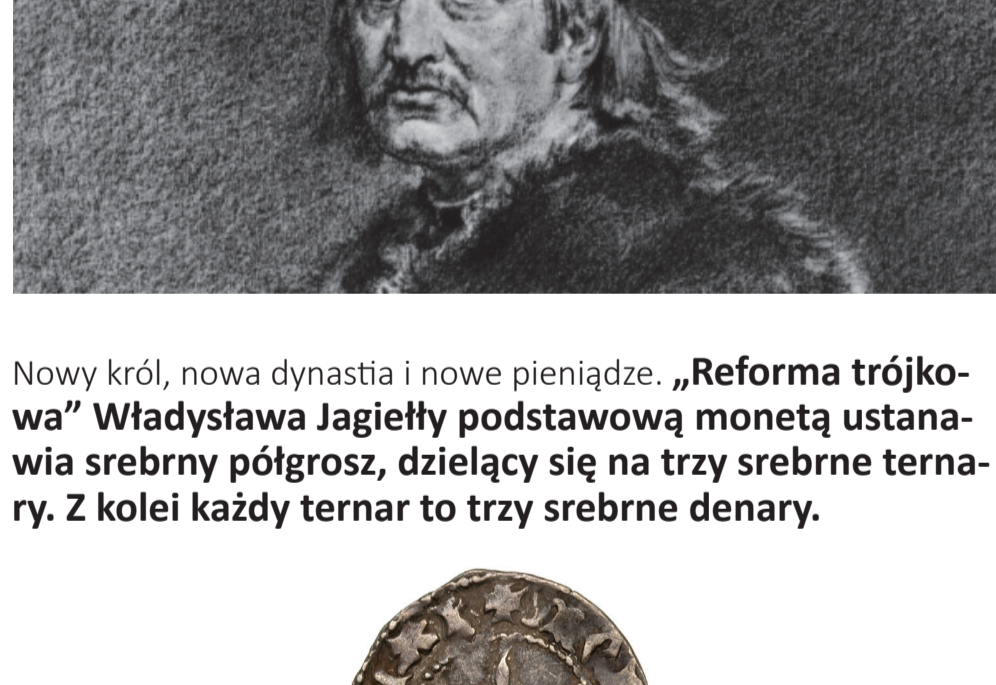 Nowy król, nowa dynastia i nowe pieniądze. „Reforma trójko-
wa” Władysława Jagiełły podstawową monetą ustana-
wia srebrny półgrosz, dzielący się na trzy srebrne terna-
ry. Z kolei każdy ternar to trzy srebrne denary.